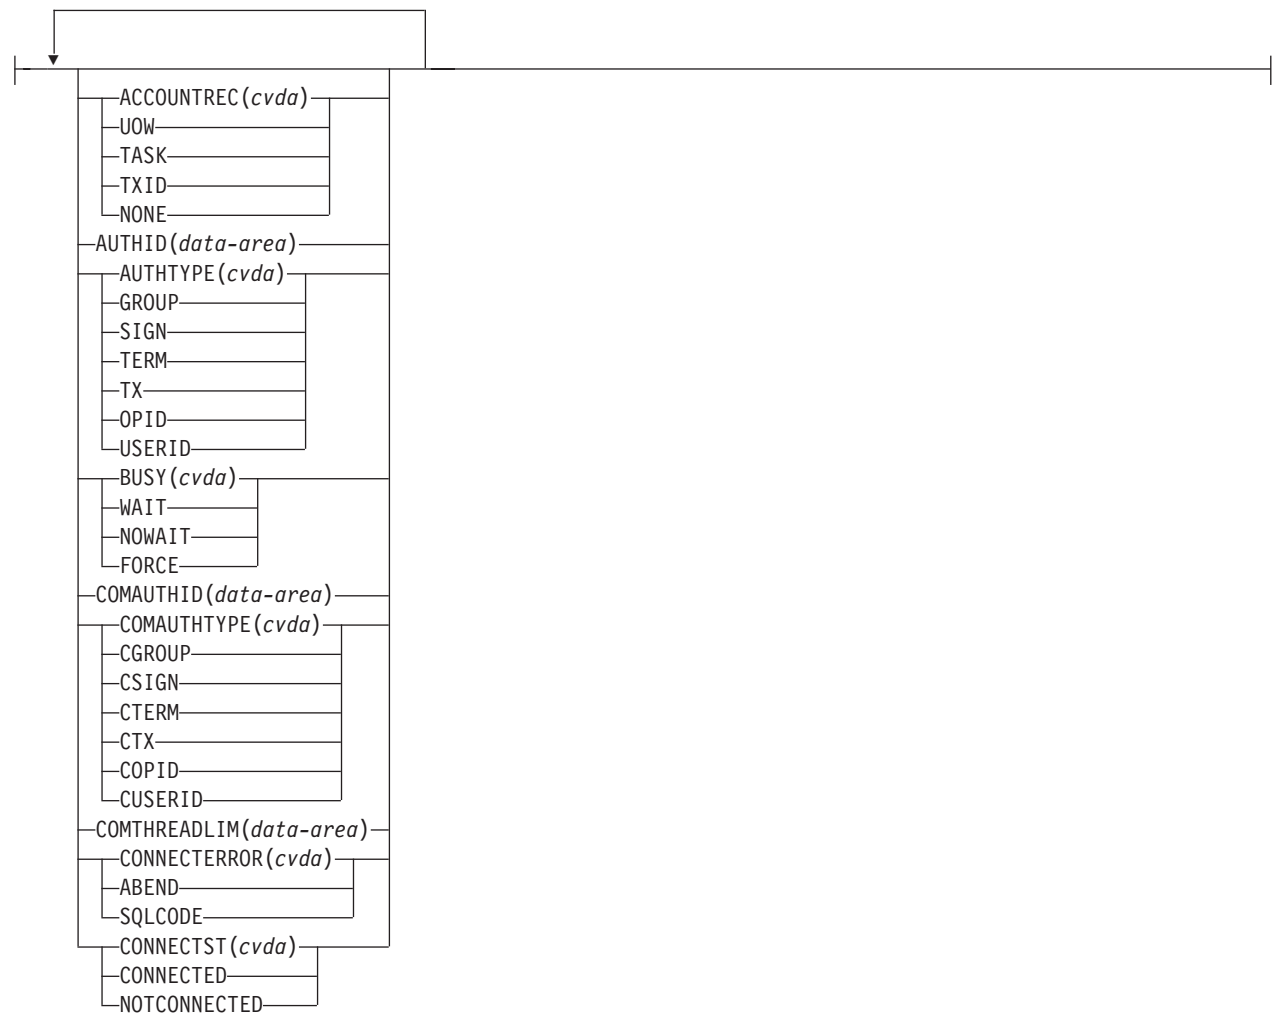 ACCOUNTREC(cvda)
UOW
TASK
TXID
NONE
AUTHID(data-area)
AUTHTYPE(cvda)
GROUP
SIGN
TERM
TX
OPID
USERID
BUSY(cvda)
WAIT
NOWAIT
FORCE
COMAUTHID(data-area)
COMAUTHTYPE(cvda)
CGROUP
CSIGN
CTERM
CTX
COPID
CUSERID
COMTHREADLIM(data-area)
CONNECTERROR(cvda)
ABEND
SQLCODE
CONNECTST(cvda)
CONNECTED
NOTCONNECTED